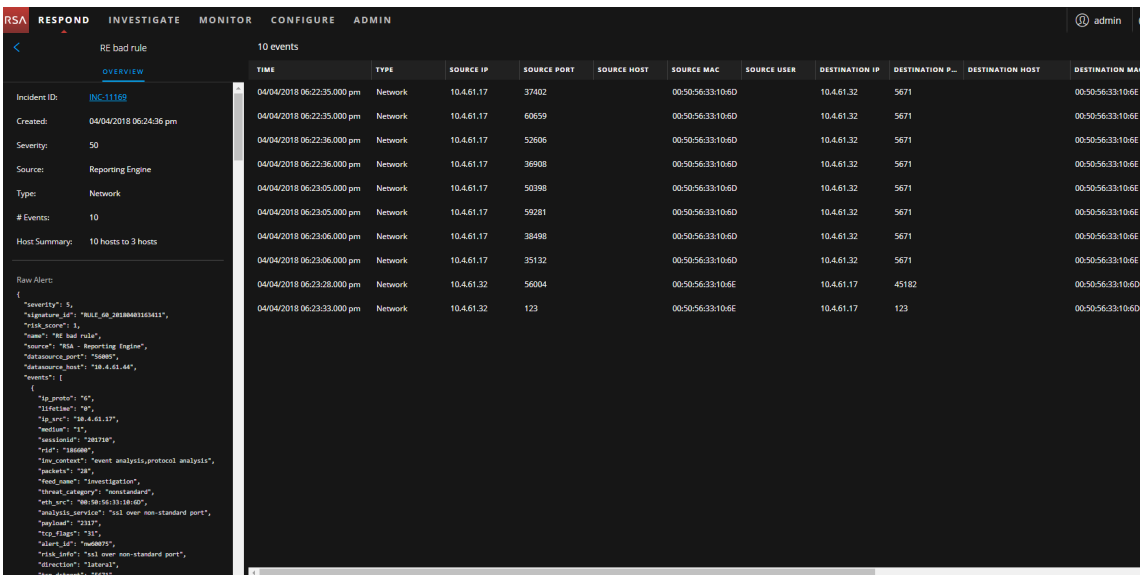 RSA RESPOND INVESTIGATE MONITOR CONFIGURE ADMIN admin
RE bad rule
OVERVIEW
Incident ID: INC-11169
Created: 04/04/2018 06:24:36 pm
Severity: 50
Source: Reporting Engine
Type: Network
# Events: 10
Host Summary: 10 hosts to 3 hosts
Raw Alert:
{
"severity": 5,
"signature_id": "RULE_60_20180403163411",
"risk_score": 1,
"name": "RE bad rule",
"source": "RSA - Reporting Engine",
"datasource_port": "56005",
"datasource_host": "10.4.61.44",
"events": [
{
"ip_proto": "6",
"lifetime": "0",
"ip_src": "10.4.61.17",
"medium": "1",
"sessionid": "201710",
"rid": "186600",
"inv_context": "event analysis,protocol analysis",
"packets": "28",
"feed_name": "investigation",
"threat_category": "nonstandard",
"eth_src": "00:50:56:33:10:6D",
"analysis_service": "ssl over non-standard port",
"payload": "2317",
"tcp_flags": "31",
"alert_id": "nw60075",
"risk_info": "ssl over non-standard port",
"direction": "lateral",
10 events
TIME TYPE SOURCE IP SOURCE PORT SOURCE HOST SOURCE MAC SOURCE USER DESTINATION IP DESTINATION P... DESTINATION HOST DESTINATION MAC
04/04/2018 06:22:35.000 pm Network 10.4.61.17 37402 00:50:56:33:10:6D 10.4.61.32 5671 00:50:56:33:10:6E
04/04/2018 06:22:35.000 pm Network 10.4.61.17 60659 00:50:56:33:10:6D 10.4.61.32 5671 00:50:56:33:10:6E
04/04/2018 06:22:36.000 pm Network 10.4.61.17 52606 00:50:56:33:10:6D 10.4.61.32 5671 00:50:56:33:10:6E
04/04/2018 06:22:36.000 pm Network 10.4.61.17 36908 00:50:56:33:10:6D 10.4.61.32 5671 00:50:56:33:10:6E
04/04/2018 06:23:05.000 pm Network 10.4.61.17 50398 00:50:56:33:10:6D 10.4.61.32 5671 00:50:56:33:10:6E
04/04/2018 06:23:05.000 pm Network 10.4.61.17 59281 00:50:56:33:10:6D 10.4.61.32 5671 00:50:56:33:10:6E
04/04/2018 06:23:06.000 pm Network 10.4.61.17 38498 00:50:56:33:10:6D 10.4.61.32 5671 00:50:56:33:10:6E
04/04/2018 06:23:06.000 pm Network 10.4.61.17 35132 00:50:56:33:10:6D 10.4.61.32 5671 00:50:56:33:10:6E
04/04/2018 06:23:28.000 pm Network 10.4.61.32 56004 00:50:56:33:10:6E 10.4.61.17 45182 00:50:56:33:10:6D
04/04/2018 06:23:33.000 pm Network 10.4.61.32 123 00:50:56:33:10:6E 10.4.61.17 123 00:50:56:33:10:6D